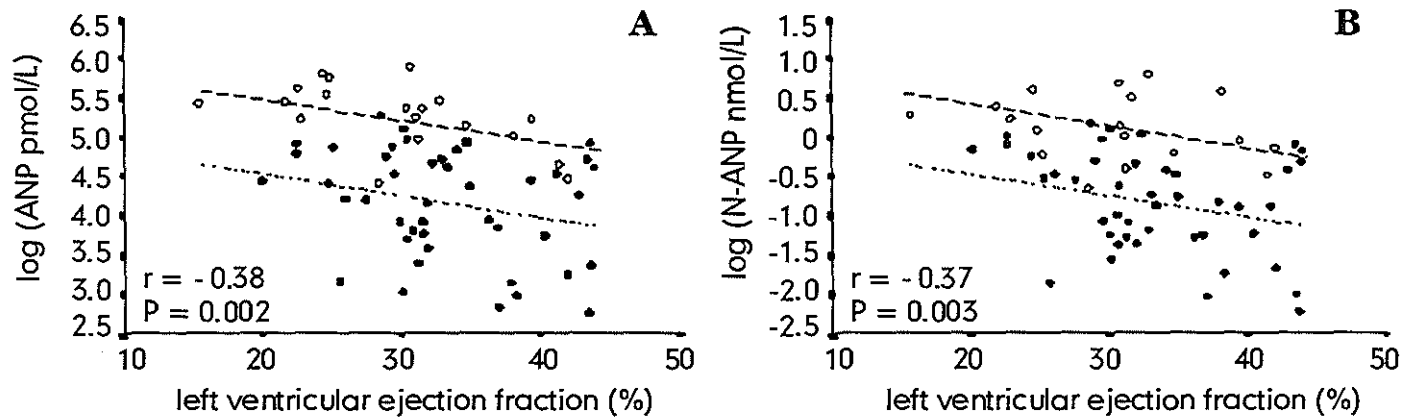 A
log (ANP pmol/L)
6.5
6.0
5.5
5.0
4.5
4.0
3.5
3.0
2.5
r = -0.38
P = 0.002
10 20 30 40 50
left ventricular ejection fraction (%)
B
log (N-ANP nmol/L)
1.5
1.0
0.5
0
-0.5
-1.0
-1.5
-2.0
-2.5
r = -0.37
P = 0.003
10 20 30 40 50
left ventricular ejection fraction (%)